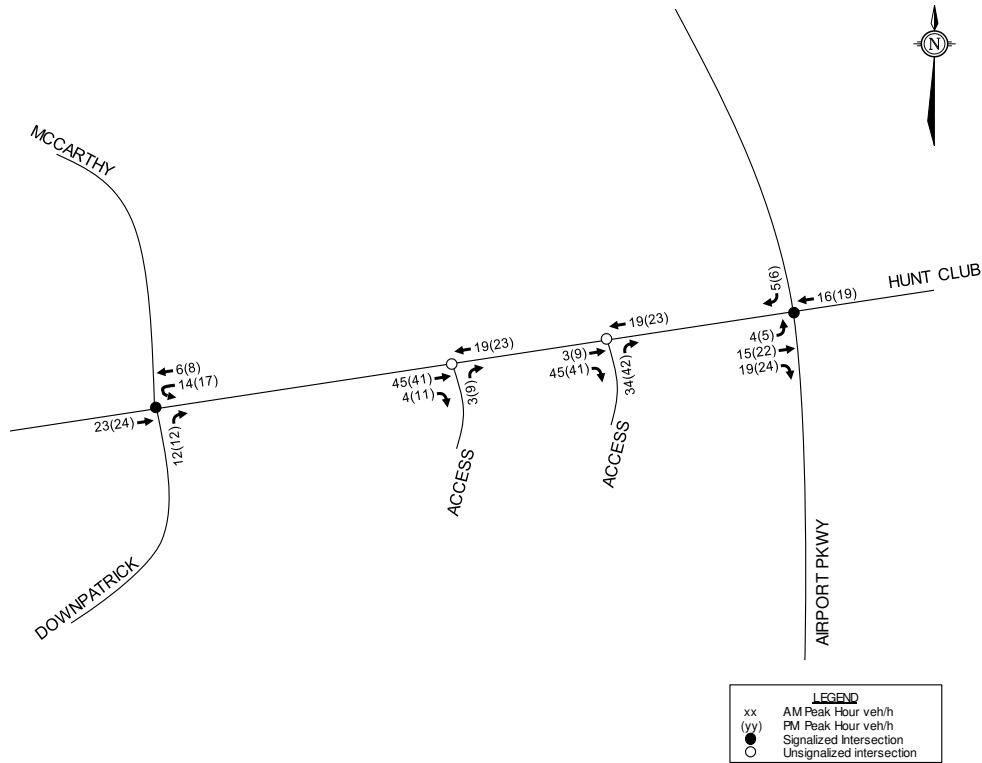 N
MCCARTHY
HUNT CLUB
5(6)
16(19)
4(5)
15(22)
19(24)
19(23)
3(9)
45(41)
34(42)
19(23)
45(41)
4(11)
3(9)
6(8)
14(17)
23(24)
12(12)
ACCESS
ACCESS
DOWNPATRICK
AIRPORT PKWY
LEGEND
xx AM Peak Hour veh/h
(yy) PM Peak Hour veh/h
Signalized Intersection
Unsignalized intersection